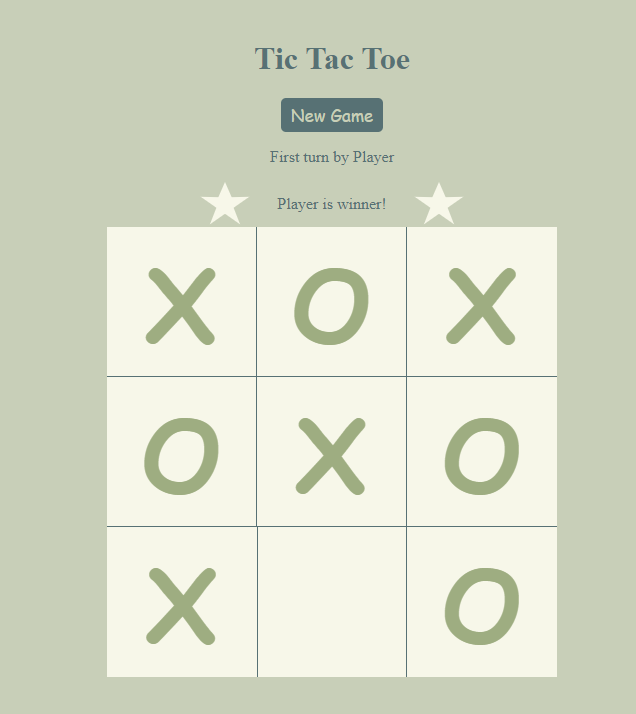 Tic Tac Toe
New Game
First turn by Player
Player is winner!
X O X
O X O
X O